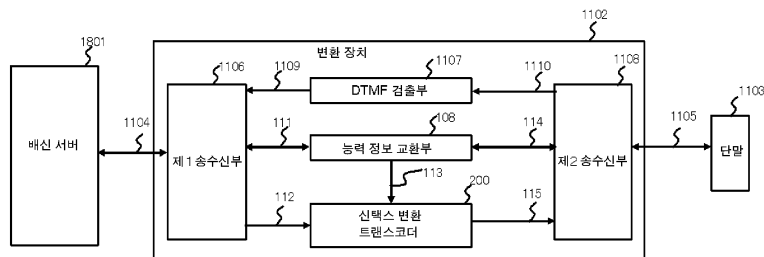 1102
변환 장치
1801
1106
1109
1107
1110
1108
1103
DTMF 검출부
1104
111
108
114
1105
배신 서버
제1 송수신부
능력 정보 교환부
제2 송수신부
단말
113
200
112
115
신택스 변환
트랜스코더